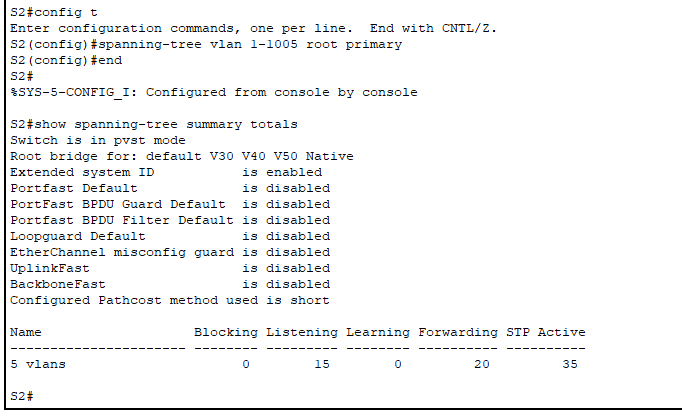 S2#config t
Enter configuration commands, one per line.  End with CNTL/Z.
S2(config)#spanning-tree vlan 1-1005 root primary
S2(config)#end
S2#
%SYS-5-CONFIG_I: Configured from console by console

S2#show spanning-tree summary totals
Switch is in pvst mode
Root bridge for: default V30 V40 V50 Native
Extended system ID           is enabled
Portfast Default             is disabled
PortFast BPDU Guard Default  is disabled
Portfast BPDU Filter Default is disabled
Loopguard Default            is disabled
EtherChannel misconfig guard is disabled
UplinkFast                   is disabled
BackboneFast                 is disabled
Configured Pathcost method used is short

Name                   Blocking Listening Learning Forwarding STP Active
---------------------- -------- --------- -------- ---------- ----------
5 vlans                      0        15        0         20         35

S2#